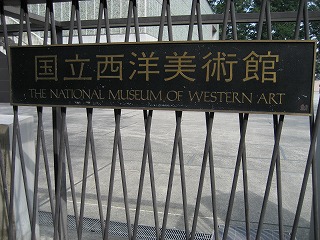 国立西洋美術館
THE NATIONAL MUSEUM OF WESTERN ART